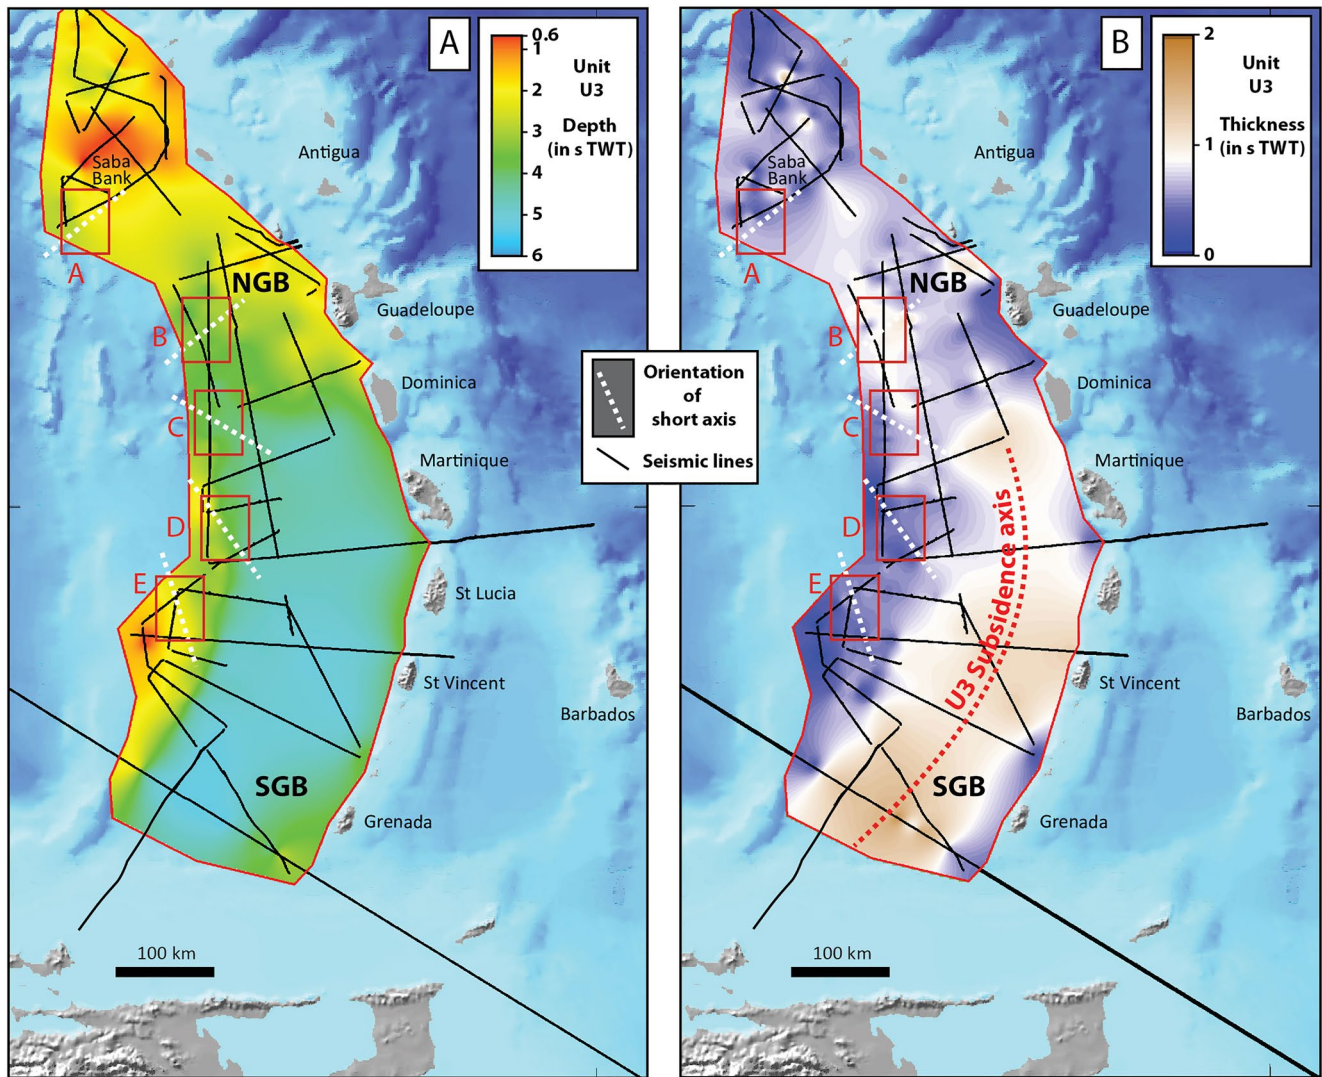 A
0.6
1
2
3
4
5
6
Unit
U3
Depth
(in s TWT)
Antigua
Saba
Bank
A
NGB
Guadeloupe
B
Dominica
C
Martinique
D
E
St Lucia
St Vincent
Barbados
SGB
Grenada
100 km
Orientation
of
short axis
Seismic lines
B
2
1
0
Unit
U3
Thickness
(in s TWT)
Antigua
Saba
Bank
A
NGB
Guadeloupe
B
Dominica
C
Martinique
D
U3 Subsidence axis
E
St Lucia
St Vincent
Barbados
SGB
Grenada
100 km